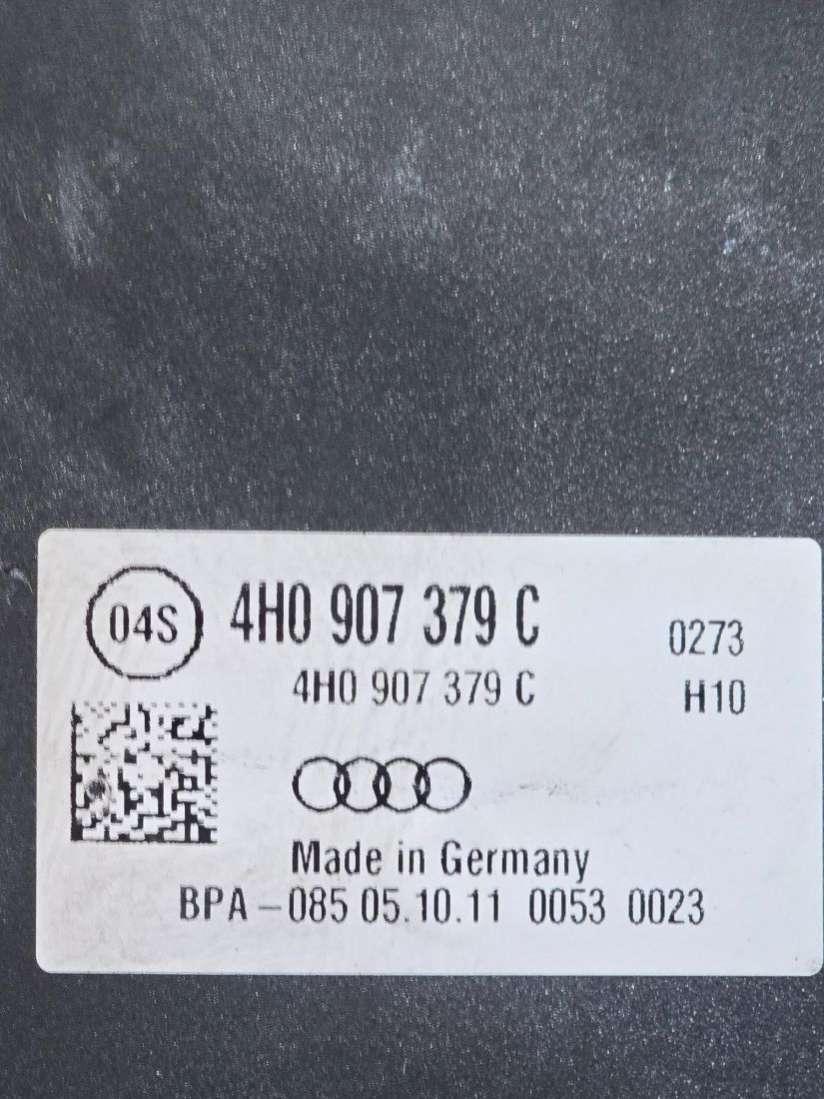 04S 4H0 907 379 C 0273
4H0 907 379 C H10
Made in Germany
BPA-085 05.10.11 0053 0023